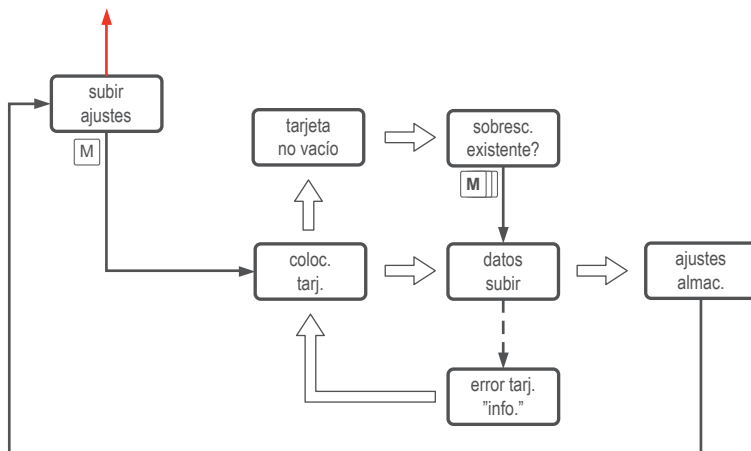 subir
ajustes
M
tarjeta
no vacío
sobresc.
existente?
M
coloc.
tarj.
datos
subir
ajustes
almac.
error tarj.
”info.”